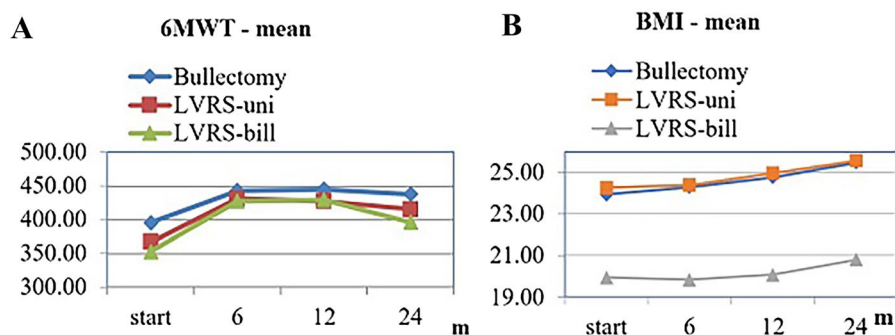 A
6MWT - mean
Bullectomy
LVRS-uni
LVRS-bill
500.00
450.00
400.00
350.00
300.00
start 6 12 24 m
B
BMI - mean
Bullectomy
LVRS-uni
LVRS-bill
25.00
23.00
21.00
19.00
start 6 12 24 m